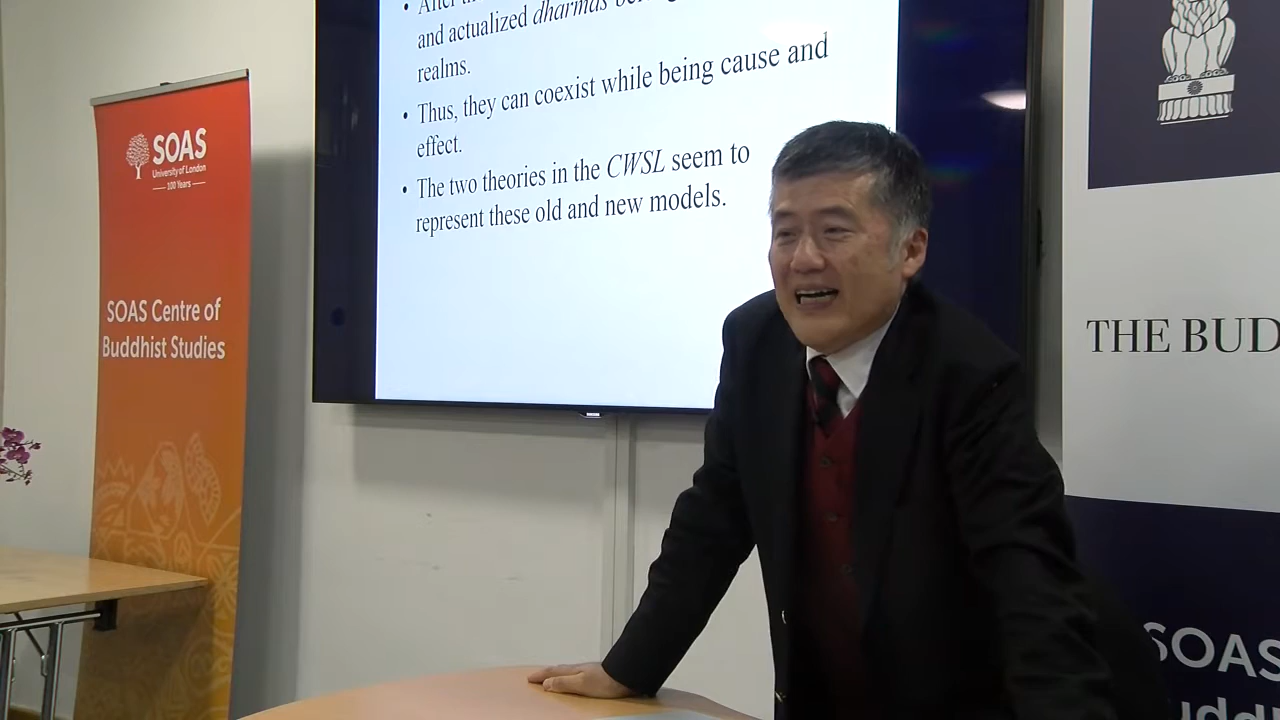 SOAS
University of London
100 Years
SOAS Centre of
Buddhist Studies
and actualized dharmas
realms.
• Thus, they can coexist while being cause and
effect.
• The two theories in the CWSL seem to
represent these old and new models.
THE BUD
SOAS